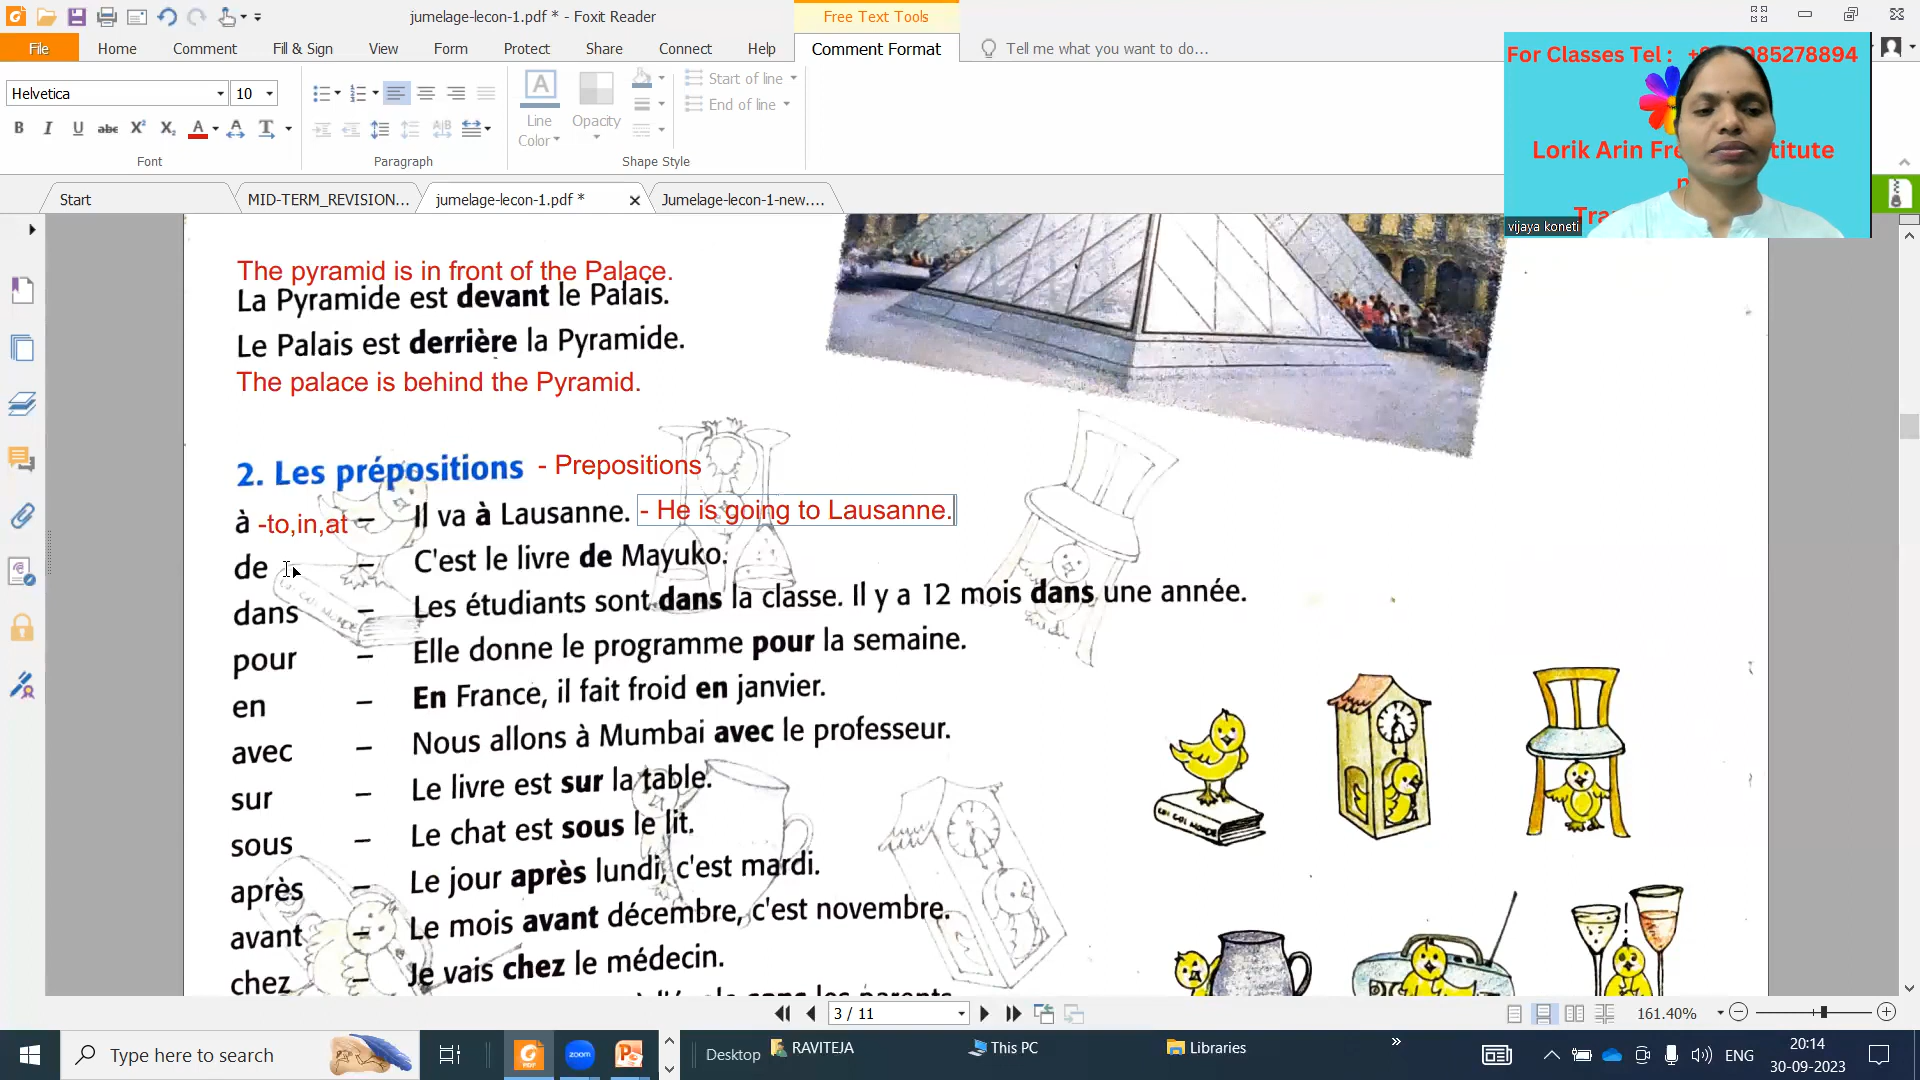 jumelage-lecon-1.pdf * - Foxit Reader
Free Text Tools
File Home Comment Fill & Sign View Form Protect Share Connect Help Comment Format Tell me what you want to do...
Helvetica 10
Start of line
End of line
Line Color Opacity
Font Paragraph Shape Style
Start MID-TERM_REVISION... jumelage-lecon-1.pdf * Jumelage-lecon-1-new....
For Classes Tel : 985278894
Lorik Arin
vijaya koneti
The pyramid is in front of the Palace.
La Pyramide est devant le Palais.
Le Palais est derrière la Pyramide.
The palace is behind the Pyramid.
2. Les prépositions - Prepositions
à -to,in,at – Il va à Lausanne. - He is going to Lausanne.
de – C'est le livre de Mayuko.
dans – Les étudiants sont dans la classe. Il y a 12 mois dans une année.
pour – Elle donne le programme pour la semaine.
en – En France, il fait froid en janvier.
avec – Nous allons à Mumbai avec le professeur.
sur – Le livre est sur la table.
sous – Le chat est sous le lit.
après – Le jour après lundi, c'est mardi.
avant – Le mois avant décembre, c'est novembre.
chez – Je vais chez le médecin.
3 / 11
161.40%
Type here to search
zoom
Desktop RAVITEJA This PC Libraries
ENG
20:14
30-09-2023